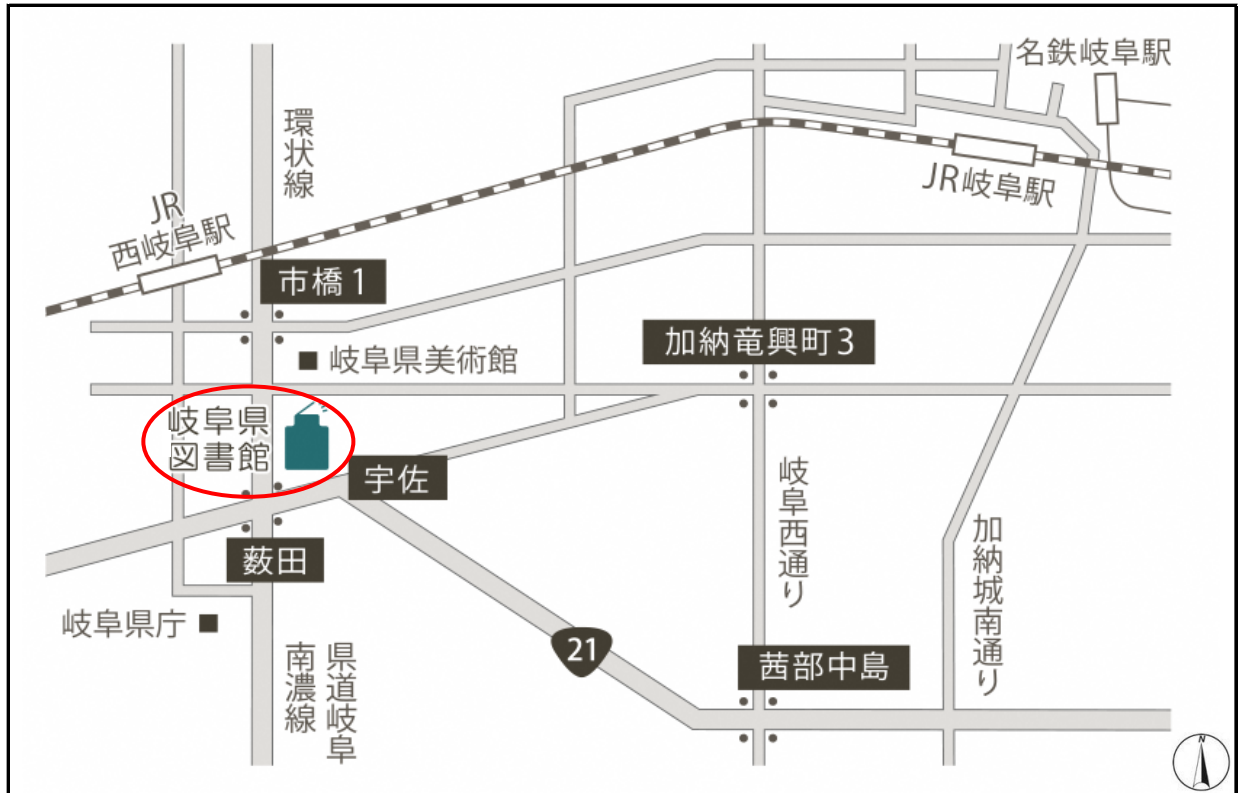 名鉄岐阜駅
環状線
JR岐阜駅
JR
西岐阜駅
市橋1
加納竜興町3
岐阜県美術館
岐阜県
図書館
宇佐
岐阜西通り
加納城南通り
薮田
岐阜県庁
21
県道岐阜
南濃線
茜部中島
N